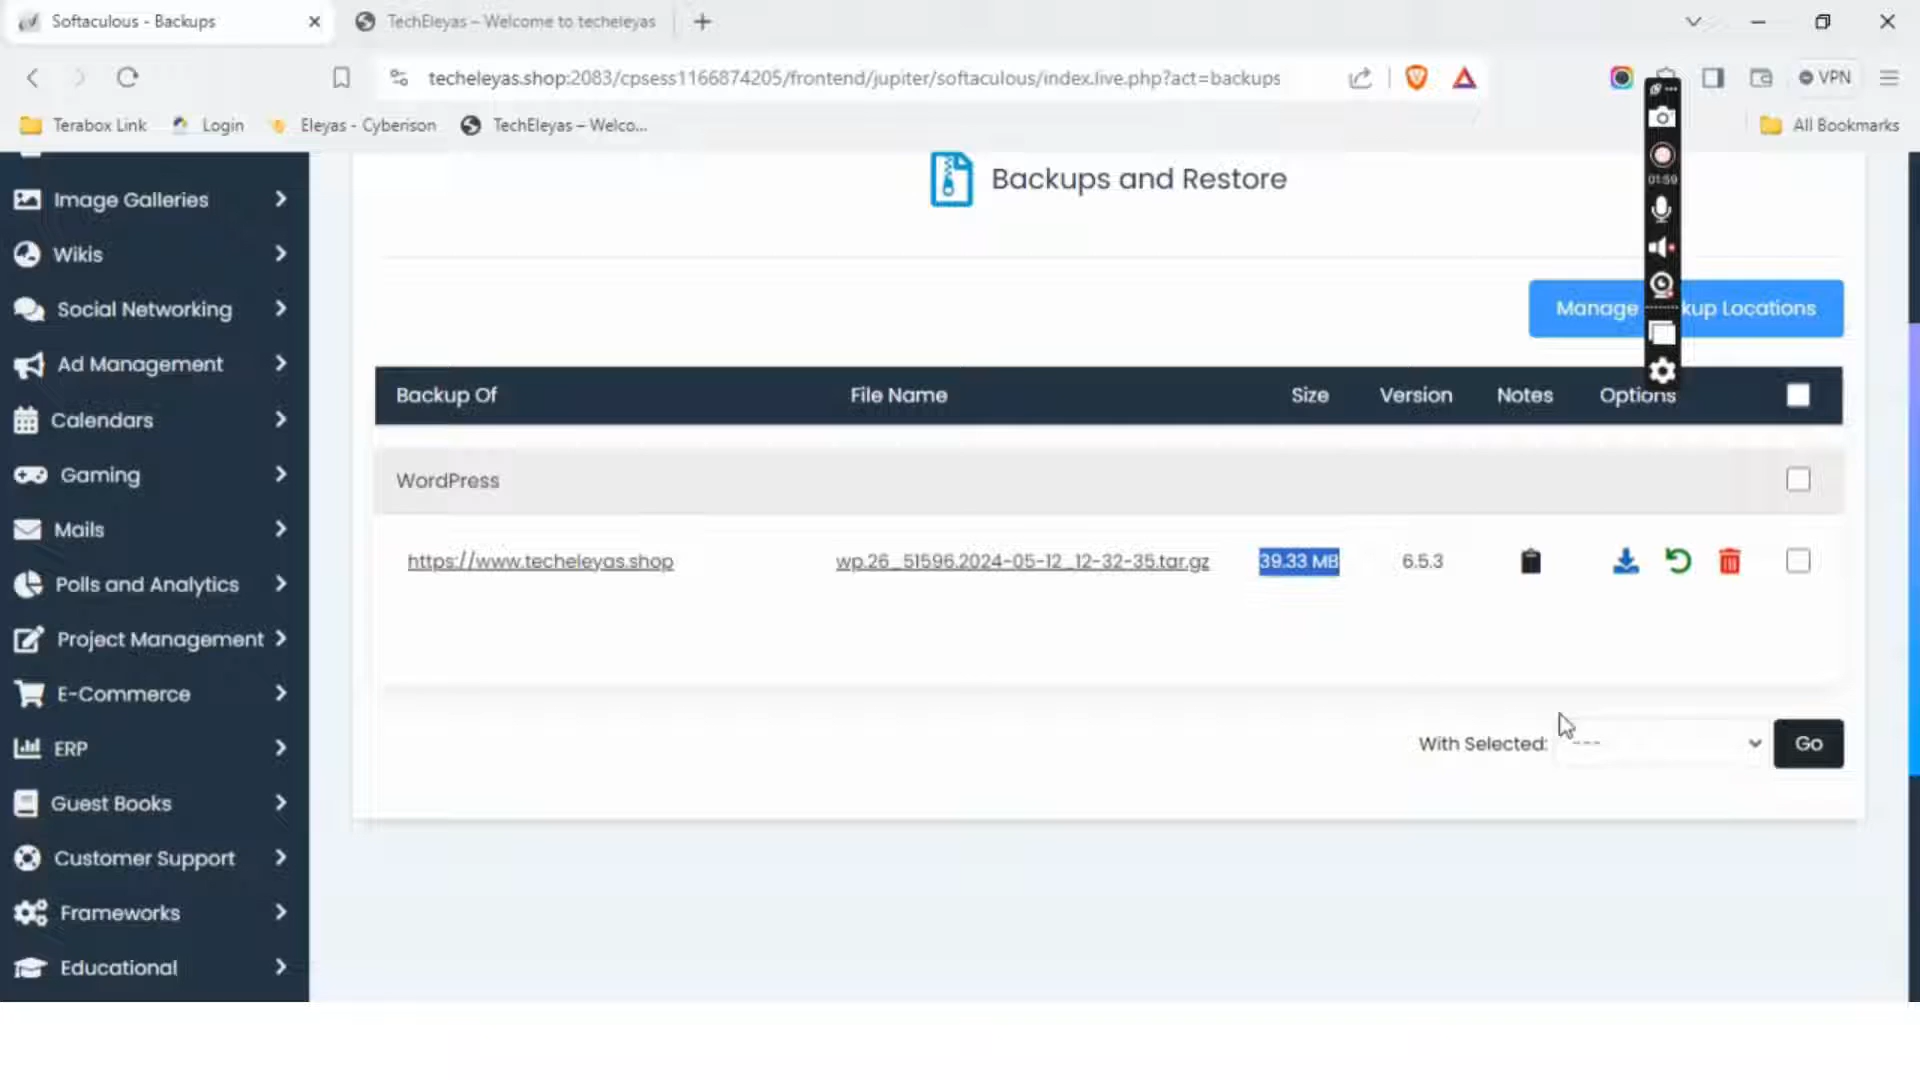 Softaculous - Backups
TechEleyas – Welcome to techeleyas
techeleyas.shop:2083/cpsess1166874205/frontend/jupiter/softaculous/index.live.php?act=backups
VPN
Terabox Link
Login
Eleyas - Cyberison
TechEleyas – Welco...
All Bookmarks
01:59
Image Galleries
Wikis
Social Networking
Ad Management
Calendars
Gaming
Mails
Polls and Analytics
Project Management
E-Commerce
ERP
Guest Books
Customer Support
Frameworks
Educational
Backups and Restore
Manage kup Locations
Backup Of File Name Size Version Notes Options
WordPress
https://www.techeleyas.shop wp.26_51596.2024-05-12_12-32-35.tar.gz 39.33 MB 6.5.3
With Selected: --- Go